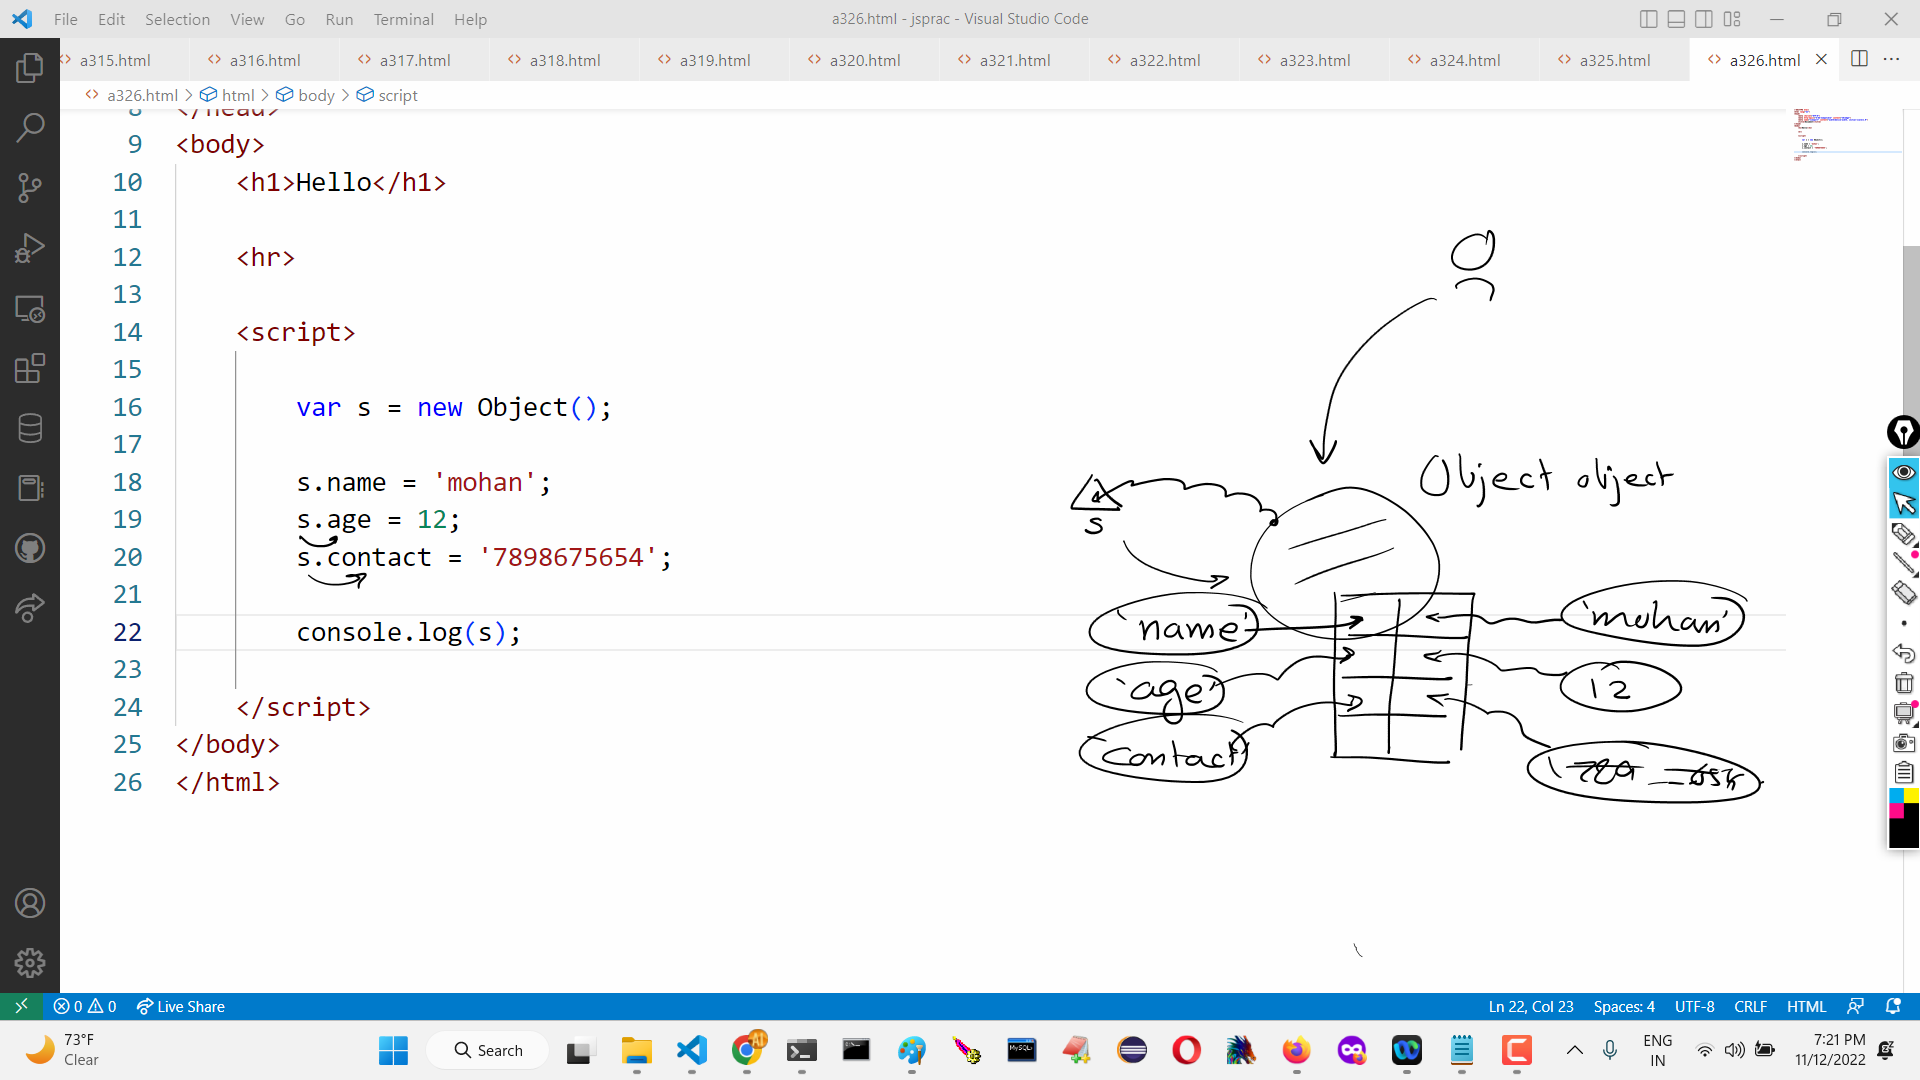 File Edit Selection View Go Run Terminal Help
a326.html - jsprac - Visual Studio Code
a315.html a316.html a317.html a318.html a319.html a320.html a321.html a322.html a323.html a324.html a325.html a326.html
a326.html > html > body > script
8 </head>
9 <body>
10 <h1>Hello</h1>
11
12 <hr>
13
14 <script>
15
16 var s = new Object();
17
18 s.name = 'mohan';
19 s.age = 12;
20 s.contact = '7898675654';
21
22 console.log(s);
23
24 </script>
25 </body>
26 </html>
Object object
s
'name' 'mohan'
'age' 12
'contact'
0 0 Live Share
Ln 22, Col 23 Spaces: 4 UTF-8 CRLF HTML
73°F
Clear
Search
ENG
IN
7:21 PM
11/12/2022